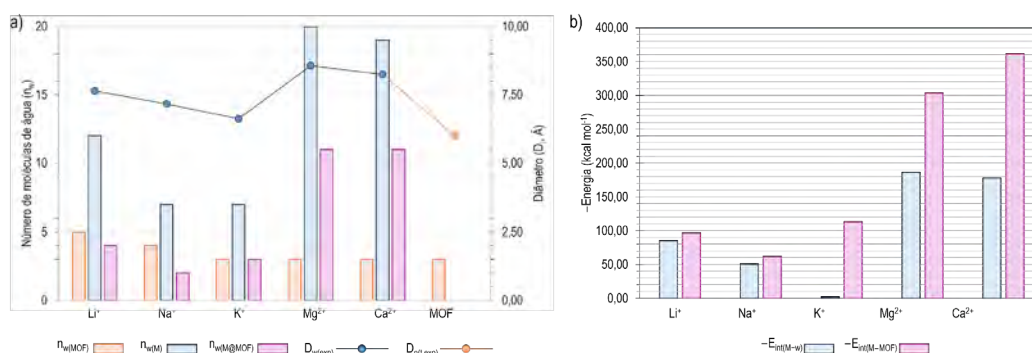 a)
20
15
10
5
0
Número de moléculas de água (nw)
10,00
7,50
5,00
2,50
0,00
Diâmetro (D, Å)
Li⁺ Na⁺ K⁺ Mg²⁺ Ca²⁺ MOF
nw(MOF) nw(M) nw(M@MOF) Dw(exp)
b)
400,00
350,00
300,00
250,00
200,00
150,00
100,00
50,00
0,00
−Energia (kcal mol⁻¹)
Li⁺ Na⁺ K⁺ Mg²⁺ Ca²⁺
−Eint(M−w) −Eint(M−MOF)